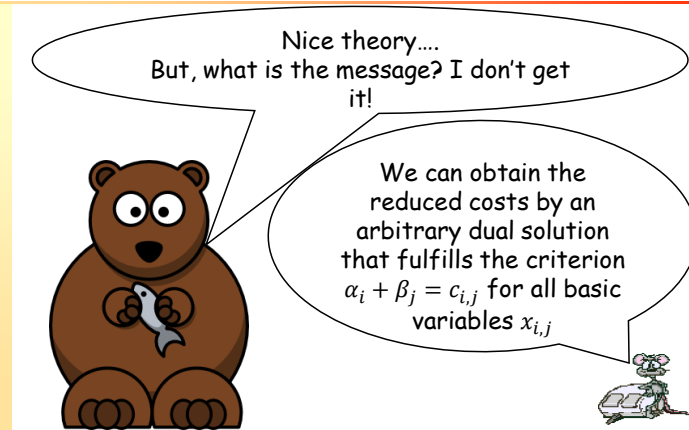 Nice theory….
But, what is the message? I don't get
it!
We can obtain the
reduced costs by an
arbitrary dual solution
that fulfills the criterion
𝛼ᵢ + 𝛽ⱼ = 𝑐ᵢ,ⱼ for all basic
variables 𝑥ᵢ,ⱼ